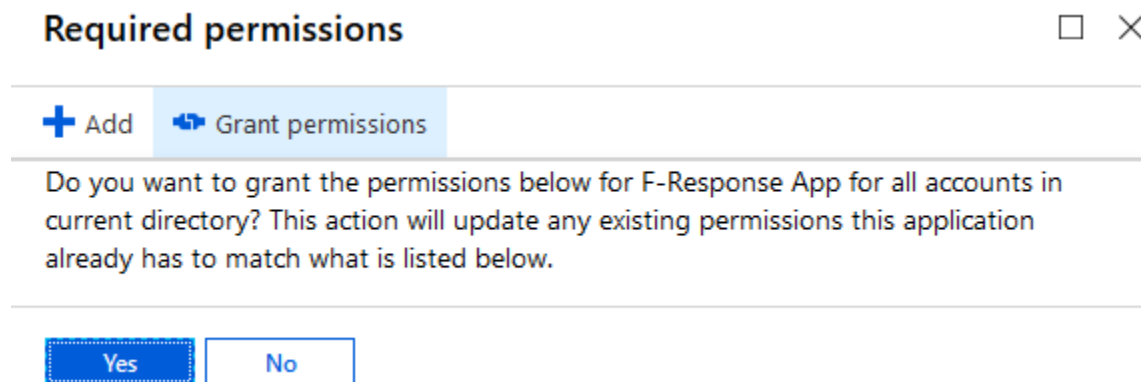 Required permissions
Add Grant permissions
Do you want to grant the permissions below for F-Response App for all accounts in
current directory? This action will update any existing permissions this application
already has to match what is listed below.
Yes No